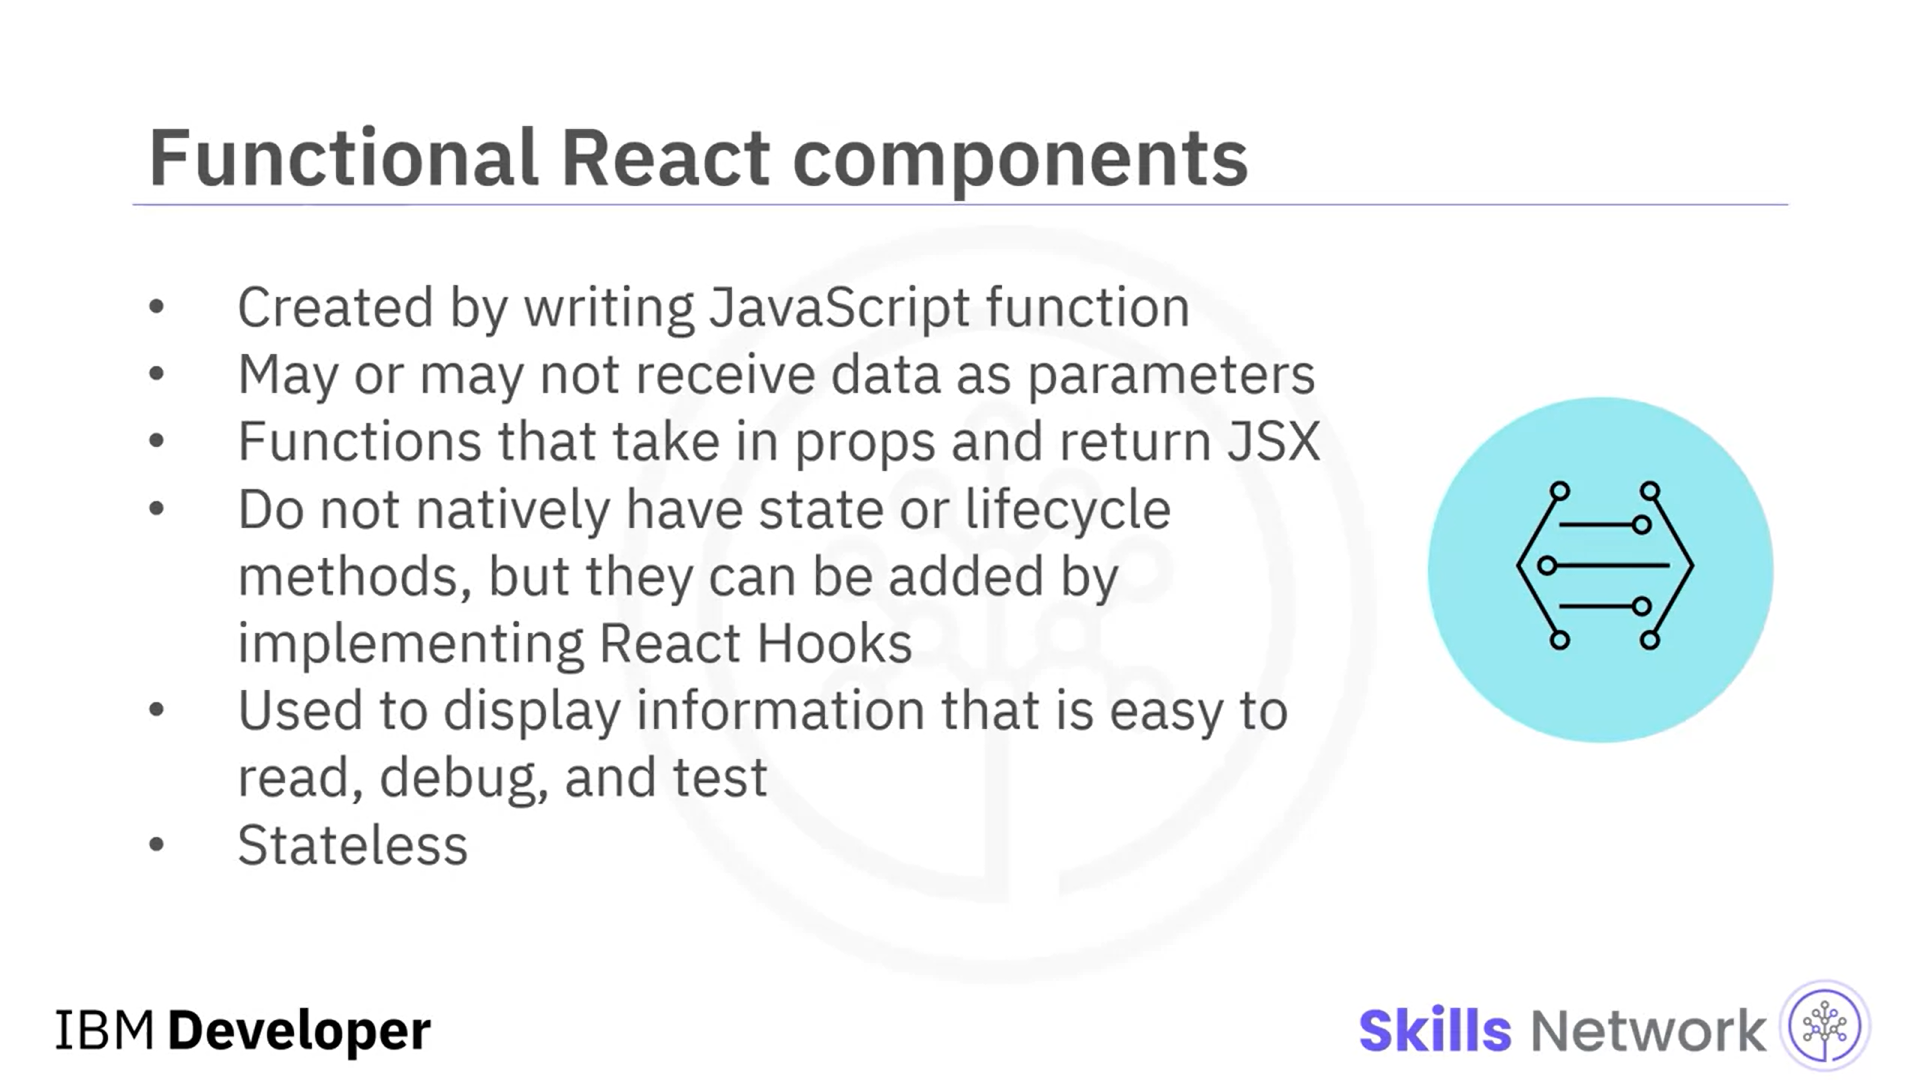 Functional React components
• Created by writing JavaScript function
• May or may not receive data as parameters
• Functions that take in props and return JSX
• Do not natively have state or lifecycle
methods, but they can be added by
implementing React Hooks
• Used to display information that is easy to
read, debug, and test
• Stateless
IBM Developer
Skills Network